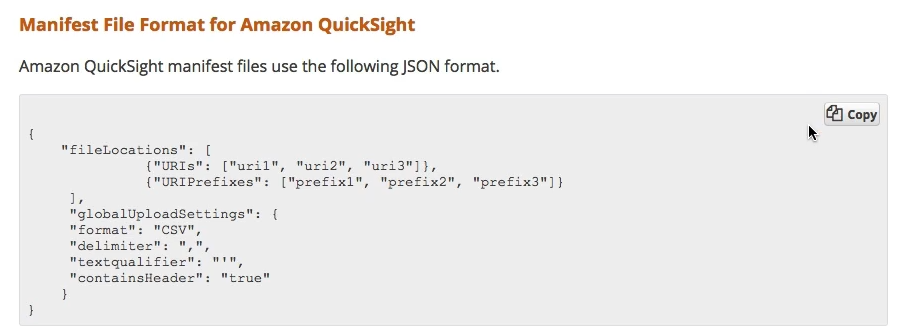 Manifest File Format for Amazon QuickSight
Amazon QuickSight manifest files use the following JSON format.
Copy
{
    "fileLocations": [
              {"URIs": ["uri1", "uri2", "uri3"]},
              {"URIPrefixes": ["prefix1", "prefix2", "prefix3"]}
     ],
     "globalUploadSettings": {
     "format": "CSV",
     "delimiter": ",",
     "textqualifier": "'",
     "containsHeader": "true"
    }
}